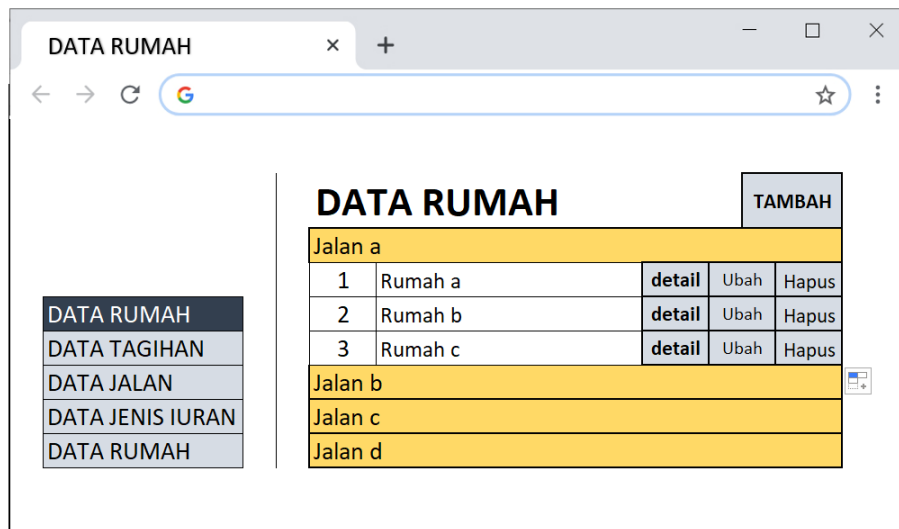 DATA RUMAH
DATA RUMAH
TAMBAH
Jalan a
1 Rumah a detail Ubah Hapus
2 Rumah b detail Ubah Hapus
3 Rumah c detail Ubah Hapus
Jalan b
Jalan c
Jalan d
DATA RUMAH
DATA TAGIHAN
DATA JALAN
DATA JENIS IURAN
DATA RUMAH